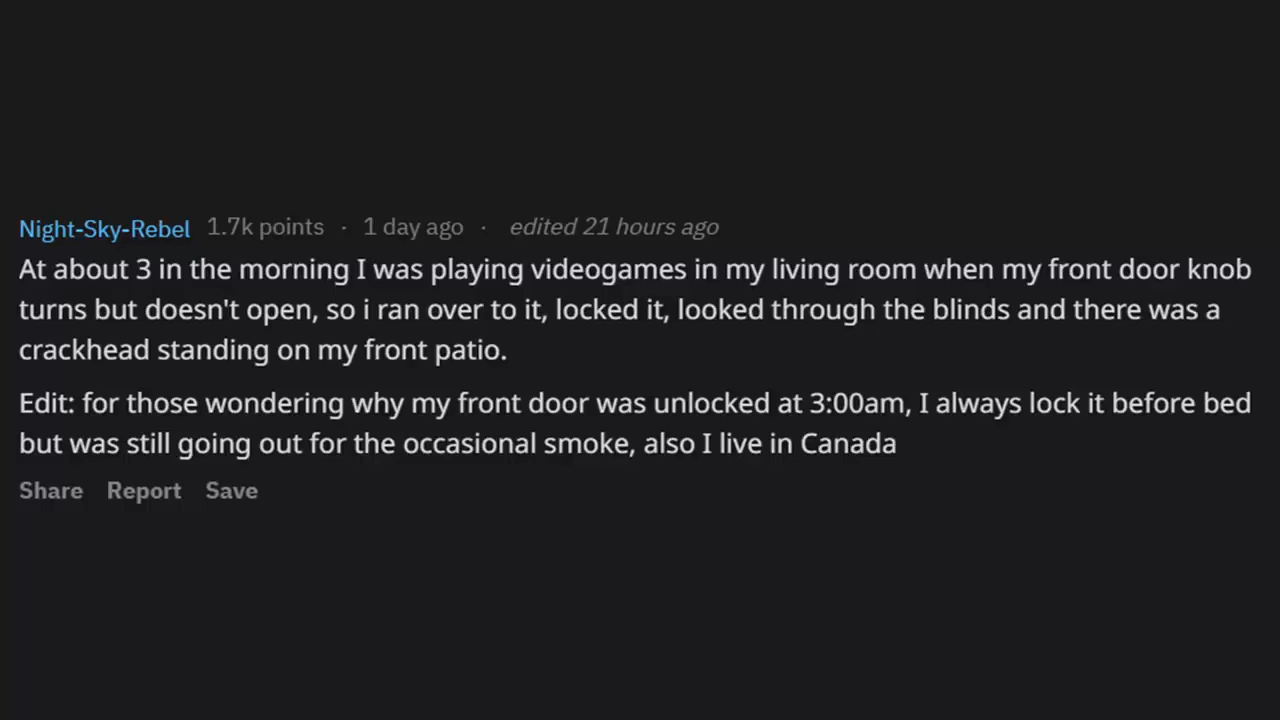 Night-Sky-Rebel 1.7k points · 1 day ago · edited 21 hours ago
At about 3 in the morning I was playing videogames in my living room when my front door knob
turns but doesn't open, so i ran over to it, locked it, looked through the blinds and there was a
crackhead standing on my front patio.
Edit: for those wondering why my front door was unlocked at 3:00am, I always lock it before bed
but was still going out for the occasional smoke, also I live in Canada
Share Report Save